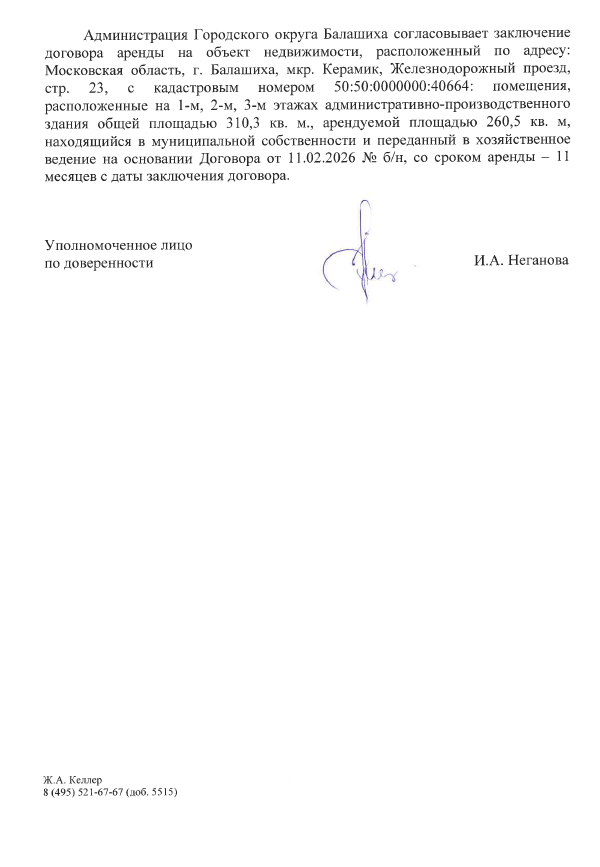 Администрация Городского округа Балашиха согласовывает заключение
договора аренды на объект недвижимости, расположенный по адресу:
Московская область, г. Балашиха, мкр. Керамик, Железнодорожный проезд,
стр. 23, с кадастровым номером 50:50:0000000:40664: помещения,
расположенные на 1-м, 2-м, 3-м этажах административно-производственного
здания общей площадью 310,3 кв. м., арендуемой площадью 260,5 кв. м,
находящийся в муниципальной собственности и переданный в хозяйственное
ведение на основании Договора от 11.02.2026 № б/н, со сроком аренды – 11
месяцев с даты заключения договора.
Уполномоченное лицо
по доверенности
И.А. Неганова
Ж.А. Келлер
8 (495) 521-67-67 (доб. 5515)